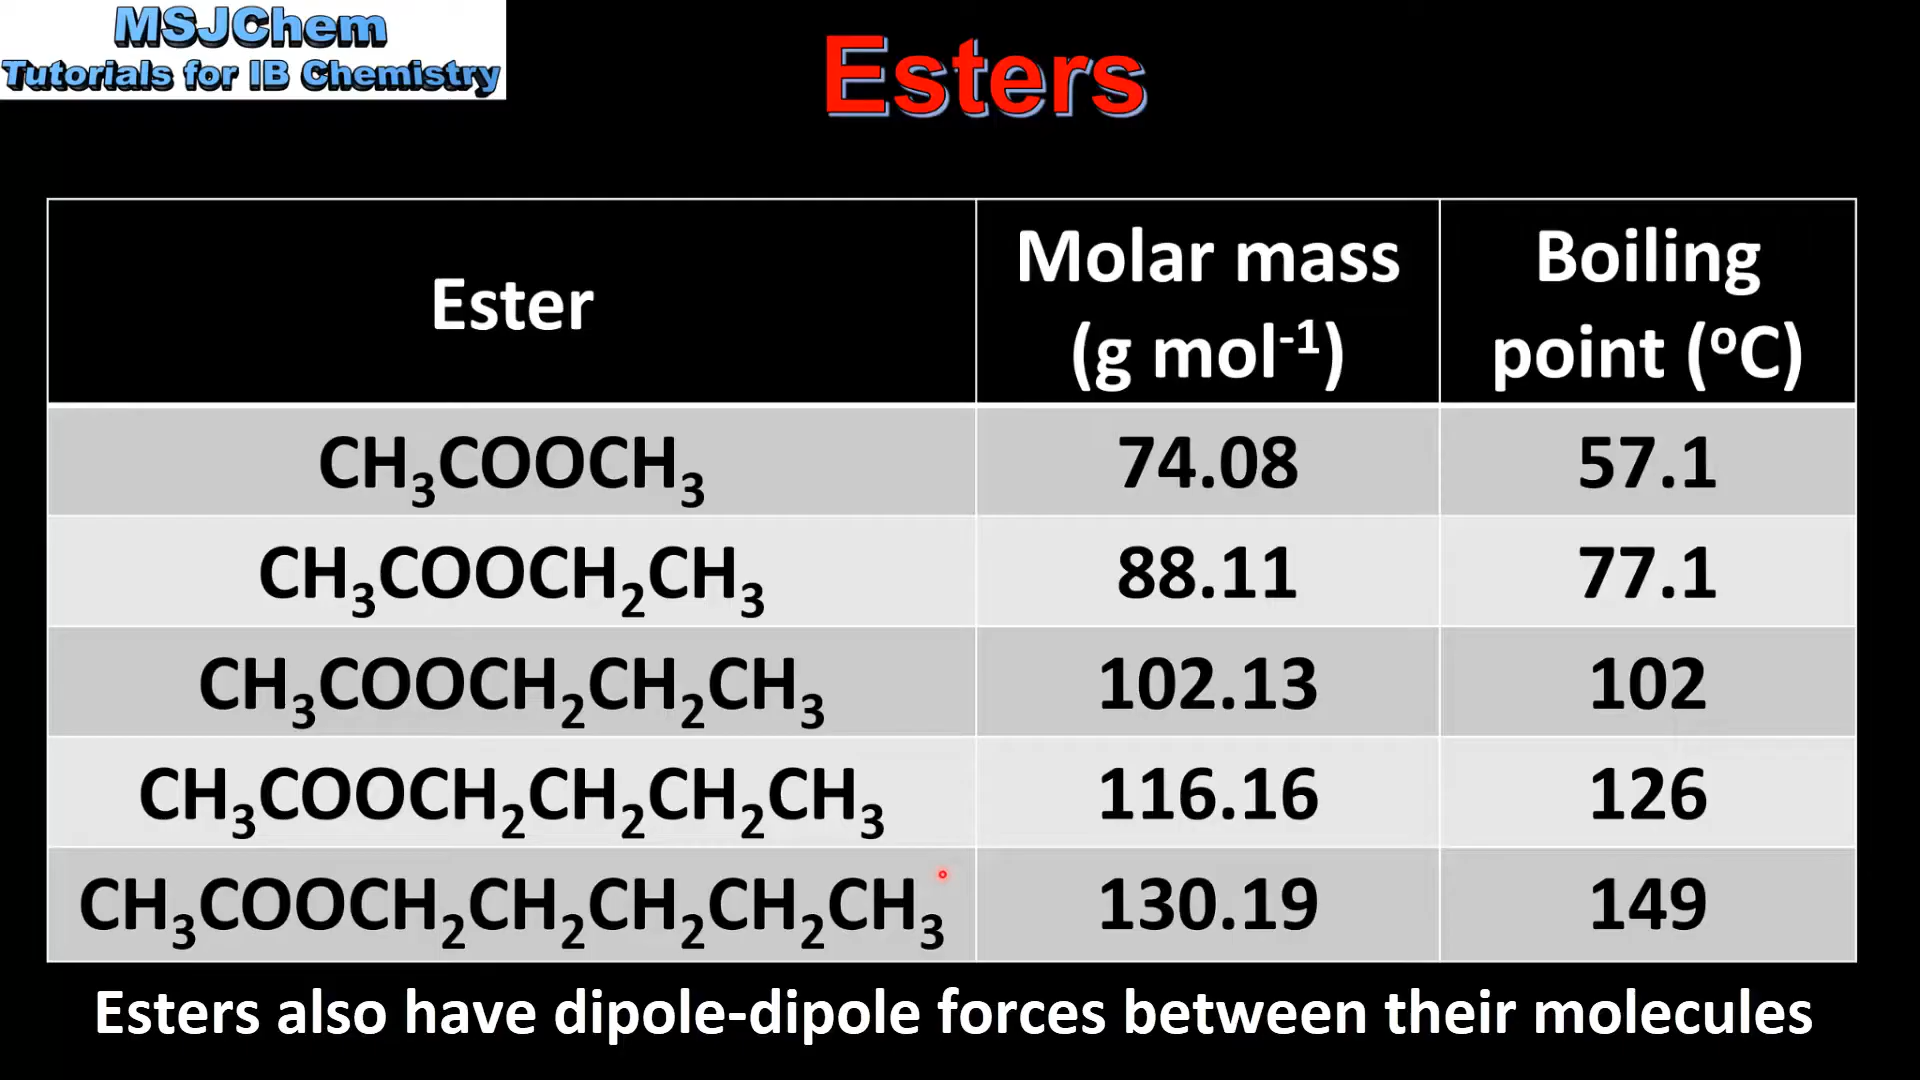 MSJChem
Tutorials for IB Chemistry
Esters
Ester
Molar mass (g mol⁻¹)
Boiling point (ºC)
CH₃COOCH₃ 74.08 57.1
CH₃COOCH₂CH₃ 88.11 77.1
CH₃COOCH₂CH₂CH₃ 102.13 102
CH₃COOCH₂CH₂CH₂CH₃ 116.16 126
CH₃COOCH₂CH₂CH₂CH₂CH₃ 130.19 149
Esters also have dipole-dipole forces between their molecules